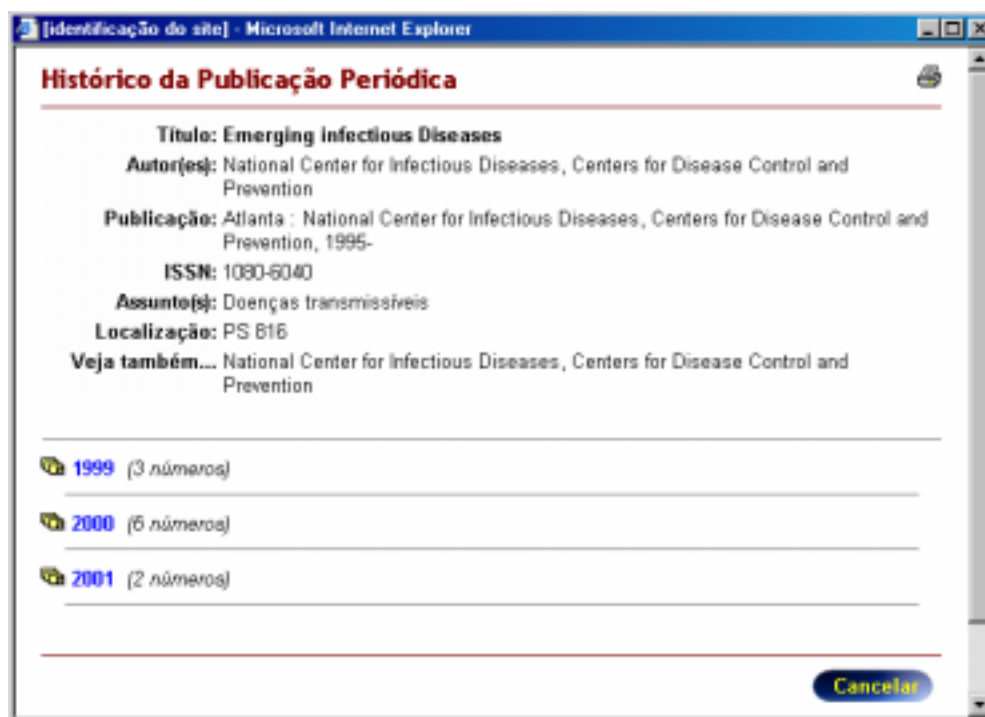 [identificação do site] - Microsoft Internet Explorer
Histórico da Publicação Periódica
Título: Emerging infectious Diseases
Autor(es): National Center for Infectious Diseases, Centers for Disease Control and
Prevention
Publicação: Atlanta : National Center for Infectious Diseases, Centers for Disease Control and
Prevention, 1995-
ISSN: 1080-6040
Assunto(s): Doenças transmissíveis
Localização: PS 816
Veja também... National Center for Infectious Diseases, Centers for Disease Control and
Prevention
1999 (3 números)
2000 (6 números)
2001 (2 números)
Cancelar